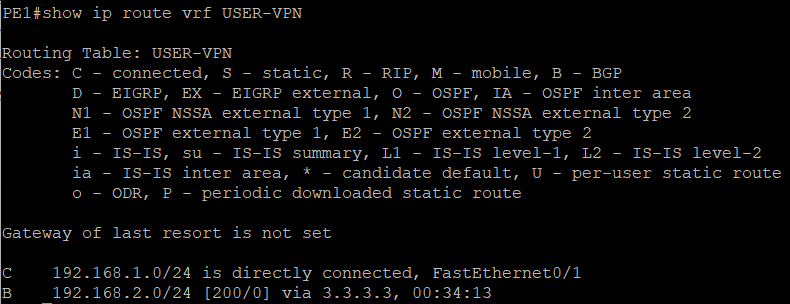 PE1#show ip route vrf USER-VPN
Routing Table: USER-VPN
Codes: C - connected, S - static, R - RIP, M - mobile, B - BGP
D - EIGRP, EX - EIGRP external, O - OSPF, IA - OSPF inter area
N1 - OSPF NSSA external type 1, N2 - OSPF NSSA external type 2
E1 - OSPF external type 1, E2 - OSPF external type 2
i - IS-IS, su - IS-IS summary, L1 - IS-IS level-1, L2 - IS-IS level-2
ia - IS-IS inter area, * - candidate default, U - per-user static route
o - ODR, P - periodic downloaded static route
Gateway of last resort is not set
C 192.168.1.0/24 is directly connected, FastEthernet0/1
B 192.168.2.0/24 [200/0] via 3.3.3.3, 00:34:13